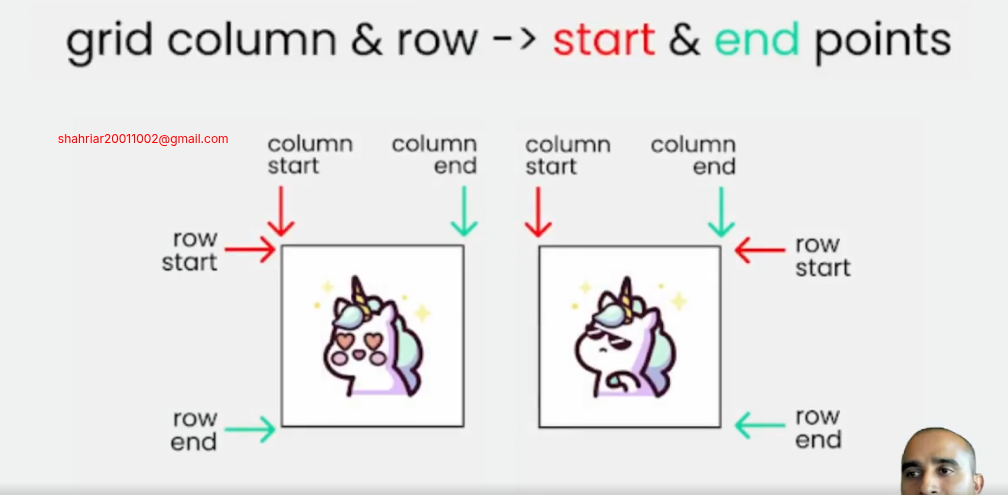 grid column & row -> start & end points
shahriar20011002@gmail.com
column
start
column
end
column
start
column
end
row
start
row
start
row
end
row
end